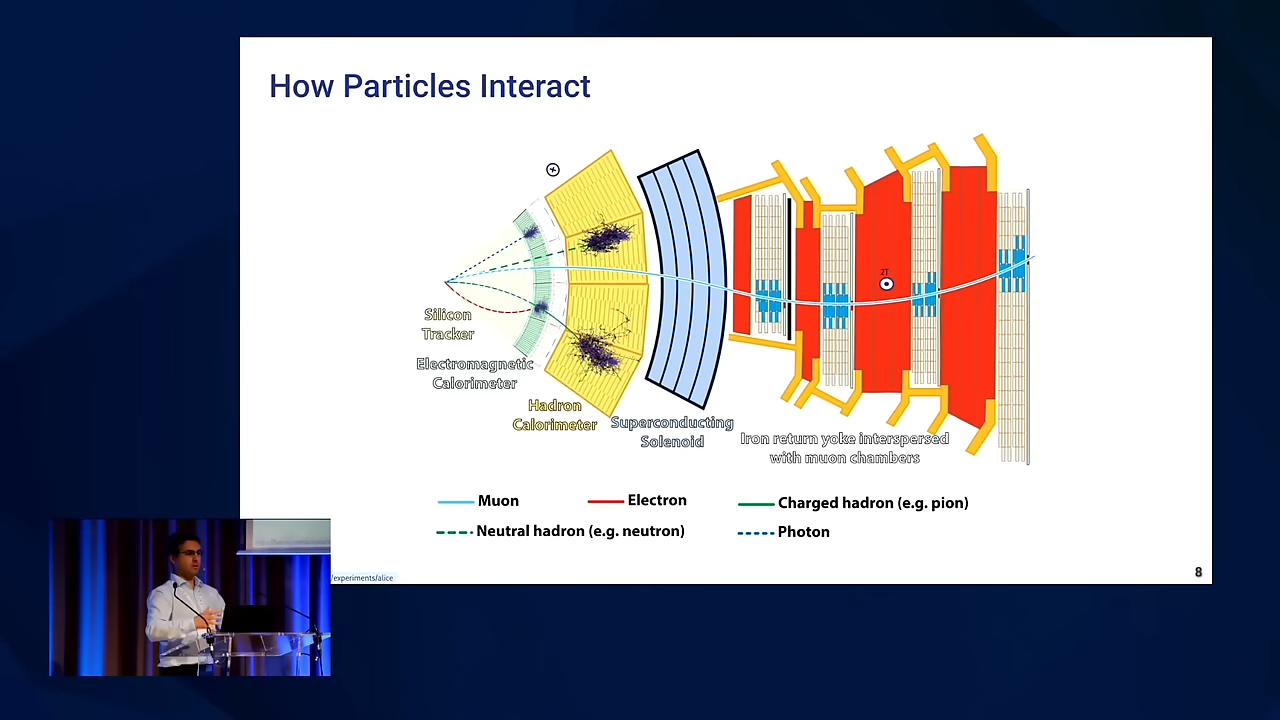 How Particles Interact
2T
Silicon
Tracker
Electromagnetic
Calorimeter
Hadron
Calorimeter
Superconducting
Solenoid
Iron return yoke interspersed
with muon chambers
Muon
Electron
Charged hadron (e.g. pion)
Neutral hadron (e.g. neutron)
Photon
/experiments/alice
8